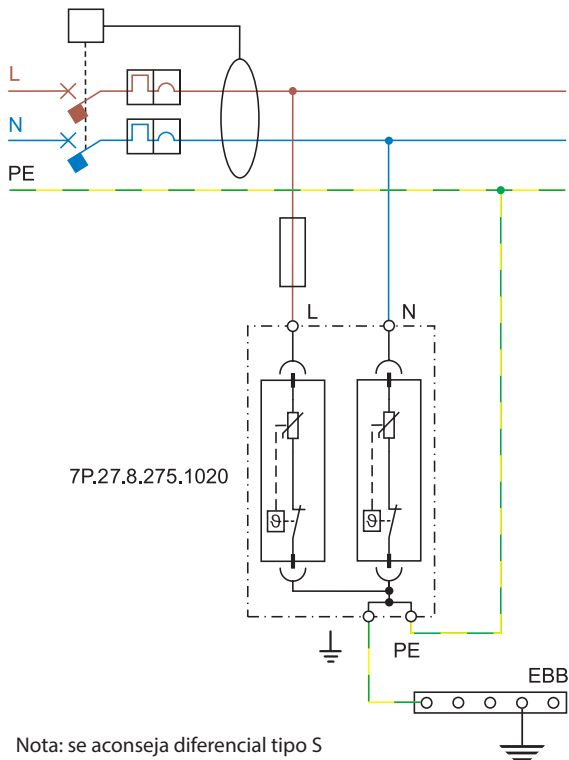 L
N
PE
L
N
7P.27.8.275.1020
ϑ
ϑ
PE
EBB
Nota: se aconseja diferencial tipo S